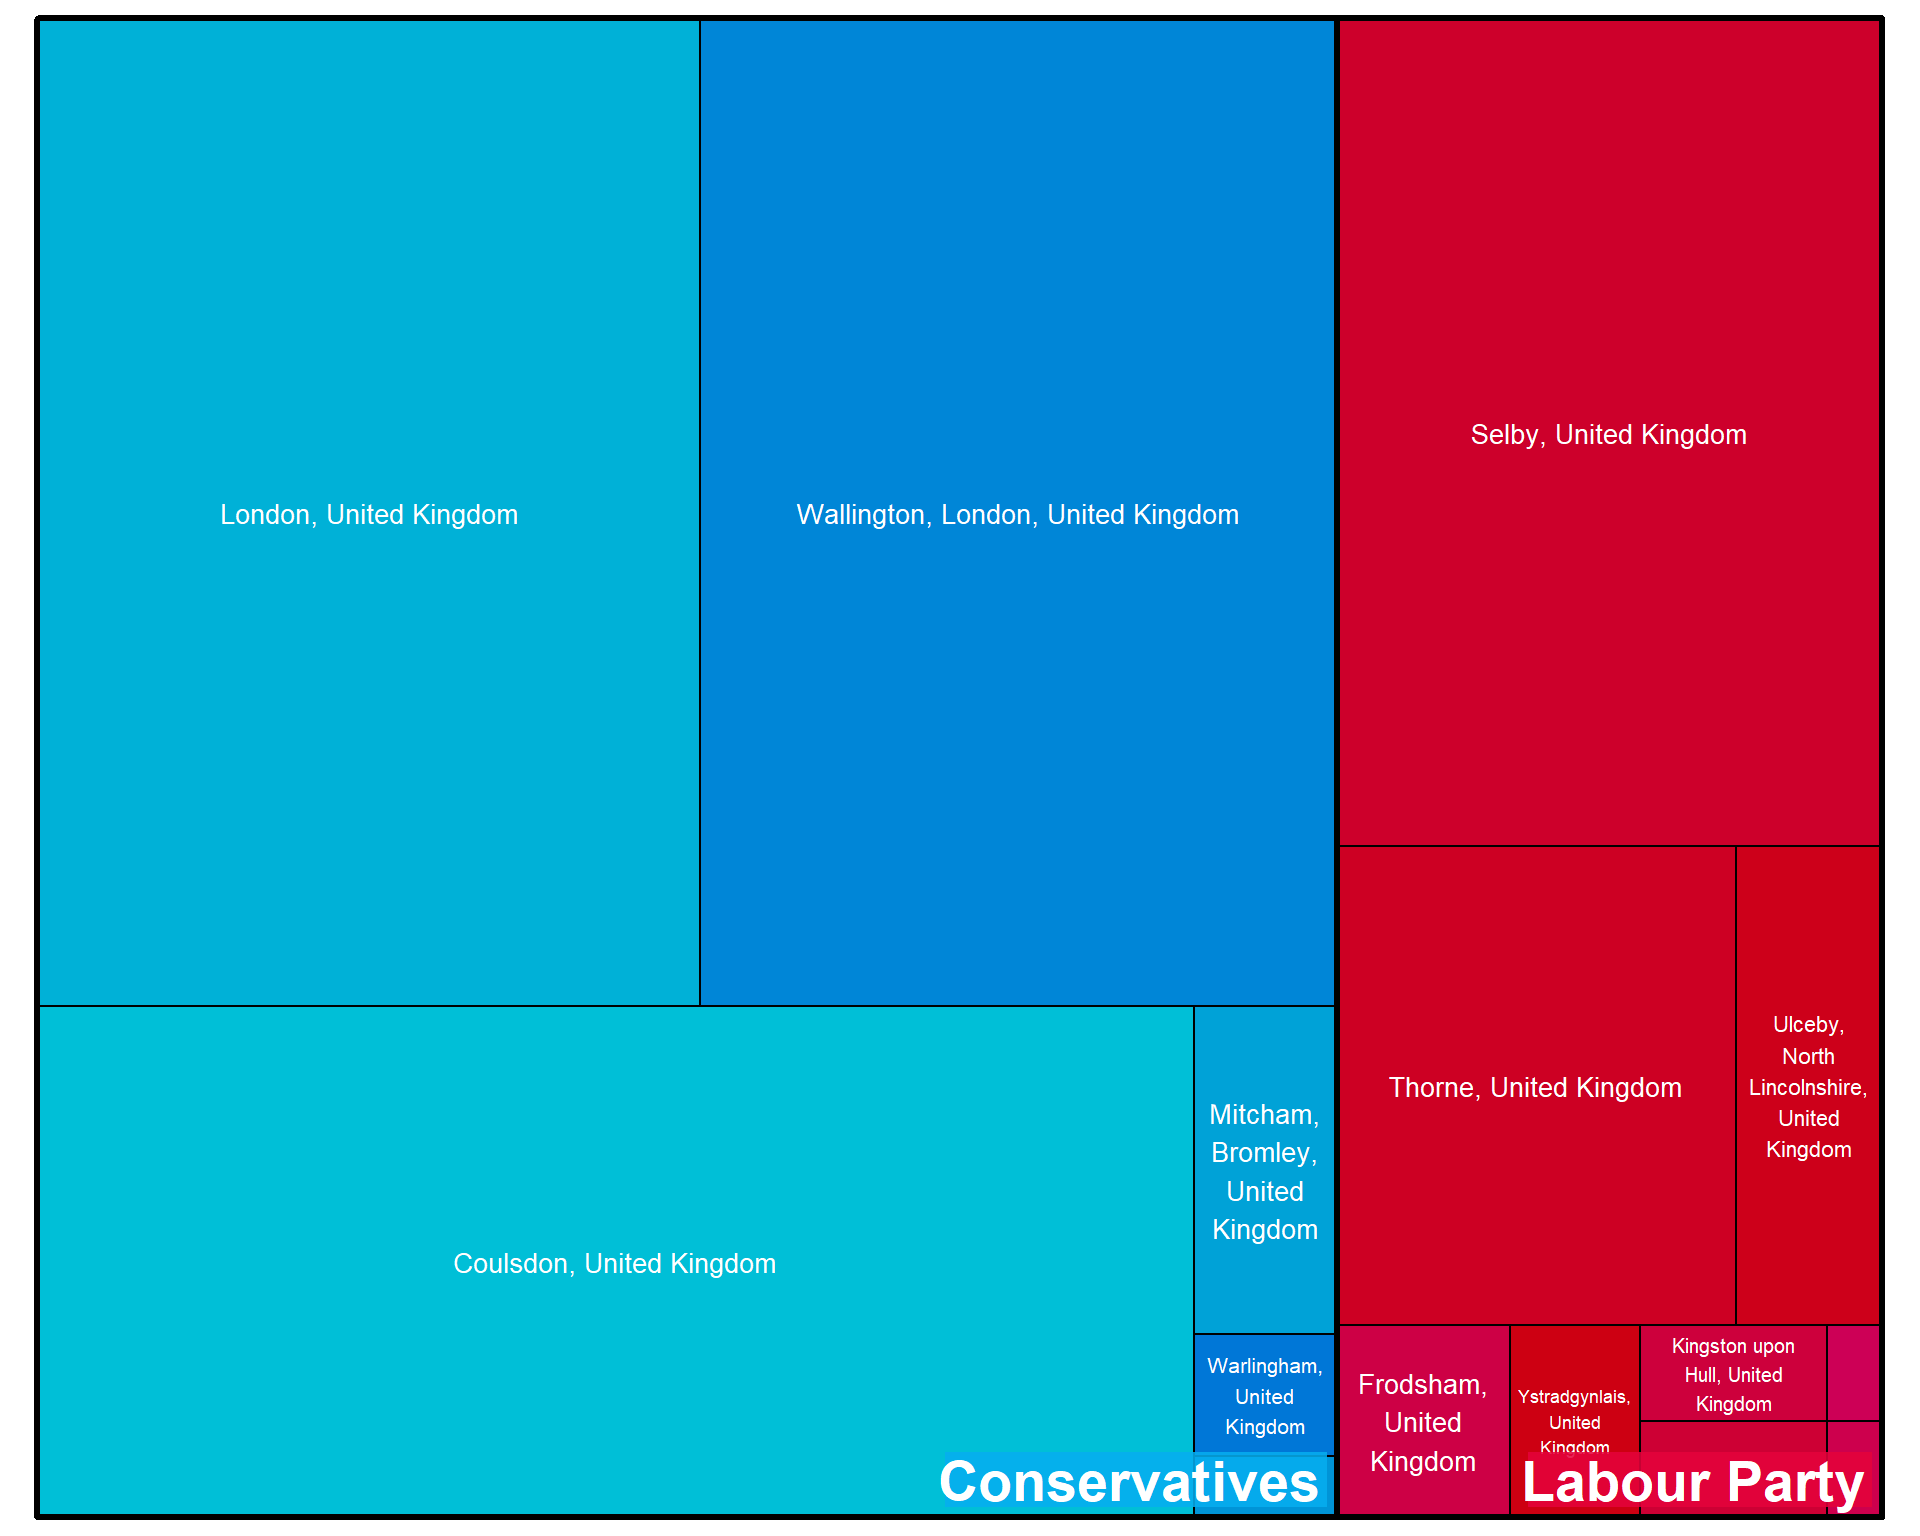 London, United Kingdom
Wallington, London, United Kingdom
Selby, United Kingdom
Coulsdon, United Kingdom
Mitcham,
Bromley,
United
Kingdom
Warlingham,
United
Kingdom
Conservatives
Thorne, United Kingdom
Ulceby,
North
Lincolnshire,
United
Kingdom
Frodsham,
United
Kingdom
Ystradgynlais,
United
Kingdom
Kingston upon
Hull, United
Kingdom
Labour Party